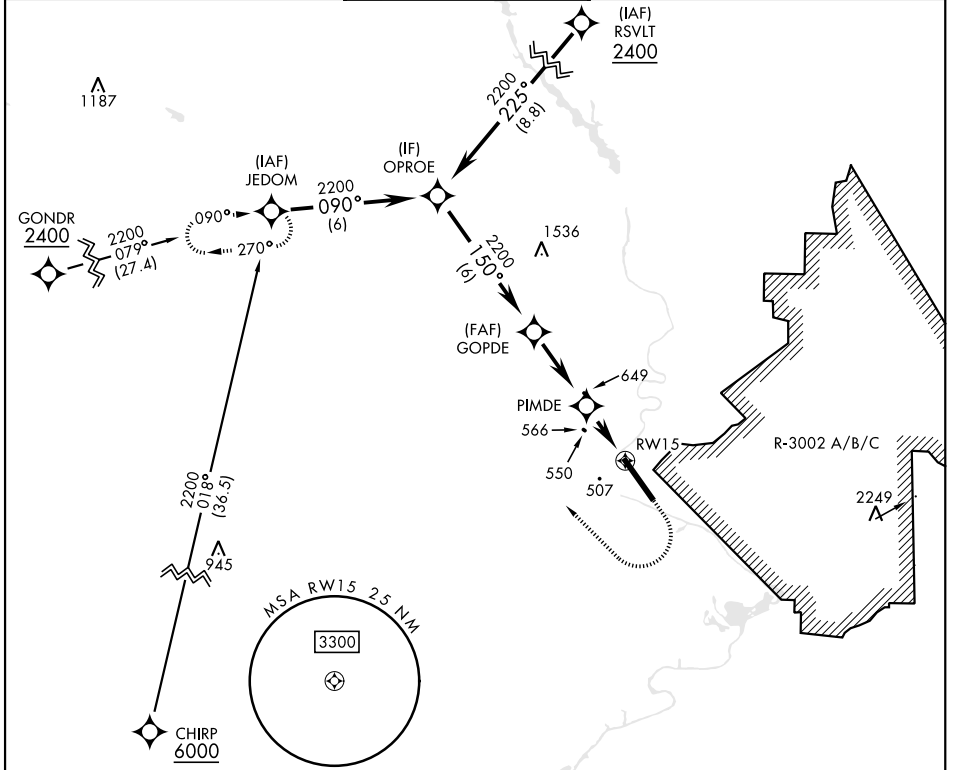 (IAF)
RSVLT
2400
2200
225°
(8.8)
1187
(IAF)
JEDOM
2200
090°
(6)
(IF)
OPROE
GONDR
2400
2200
079°
(27.4)
090°
270°
2200
150°
(6)
1536
(FAF)
GOPDE
649
PIMDE
566
550
507
RW15
R-3002 A/B/C
2249
2200
018°
(36.5)
945
MSA RW15 25 NM
3300
CHIRP
6000